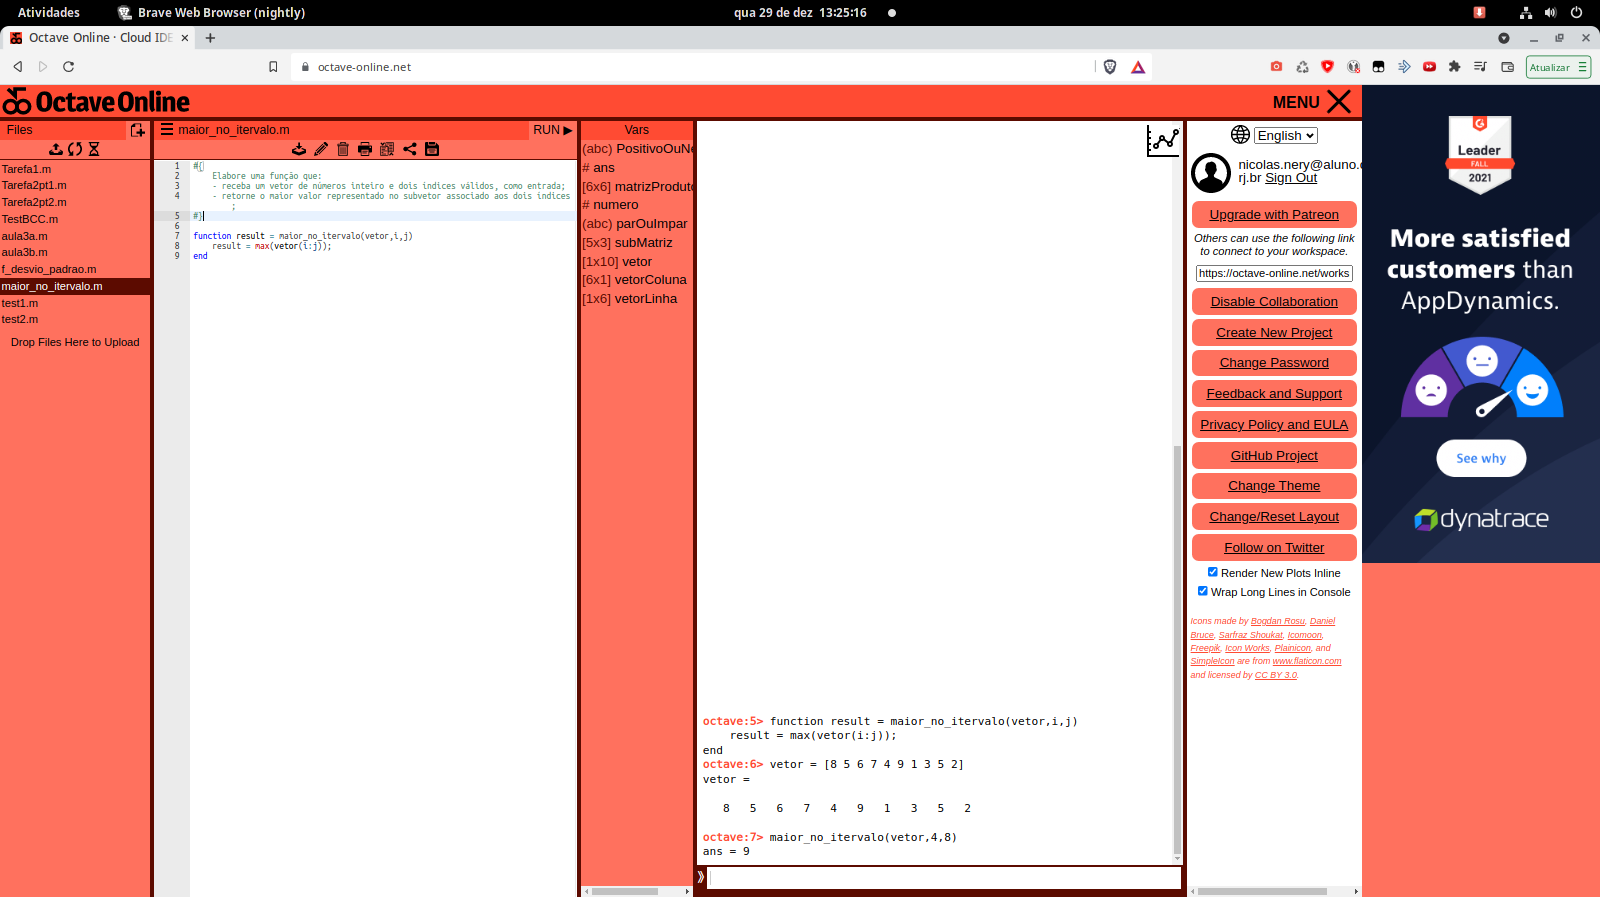 Atividades
Brave Web Browser (nightly)
qua 29 de dez 13:25:16
Octave Online · Cloud IDE
octave-online.net
Atualizar
Octave Online
MENU
Files
maior_no_itervalo.m
RUN
Vars
English
Tarefa1.m
Tarefa2pt1.m
Tarefa2pt2.m
TestBCC.m
aula3a.m
aula3b.m
f_desvio_padrao.m
maior_no_itervalo.m
test1.m
test2.m
Drop Files Here to Upload
1 #{
2 Elabore uma função que:
3 - receba um vetor de números inteiro e dois índices válidos, como entrada;
4 - retorne o maior valor representado no subvetor associado aos dois índices
;
5 #}
6
7 function result = maior_no_itervalo(vetor,i,j)
8 result = max(vetor(i:j));
9 end
(abc) PositivoOuNe
# ans
[6x6] matrizProduto
# numero
(abc) parOuImpar
[5x3] subMatriz
[1x10] vetor
[6x1] vetorColuna
[1x6] vetorLinha
octave:5> function result = maior_no_itervalo(vetor,i,j)
result = max(vetor(i:j));
end
octave:6> vetor = [8 5 6 7 4 9 1 3 5 2]
vetor =
8 5 6 7 4 9 1 3 5 2
octave:7> maior_no_itervalo(vetor,4,8)
ans = 9
nicolas.nery@aluno.
rj.br Sign Out
Upgrade with Patreon
Others can use the following link
to connect to your workspace.
https://octave-online.net/works
Disable Collaboration
Create New Project
Change Password
Feedback and Support
Privacy Policy and EULA
GitHub Project
Change Theme
Change/Reset Layout
Follow on Twitter
Render New Plots Inline
Wrap Long Lines in Console
Icons made by Bogdan Rosu, Daniel
Bruce, Sarfraz Shoukat, Icomoon,
Freepik, Icon Works, Plainicon, and
SimpleIcon are from www.flaticon.com
and licensed by CC BY 3.0.
Leader
FALL
2021
More satisfied
customers than
AppDynamics.
See why
dynatrace